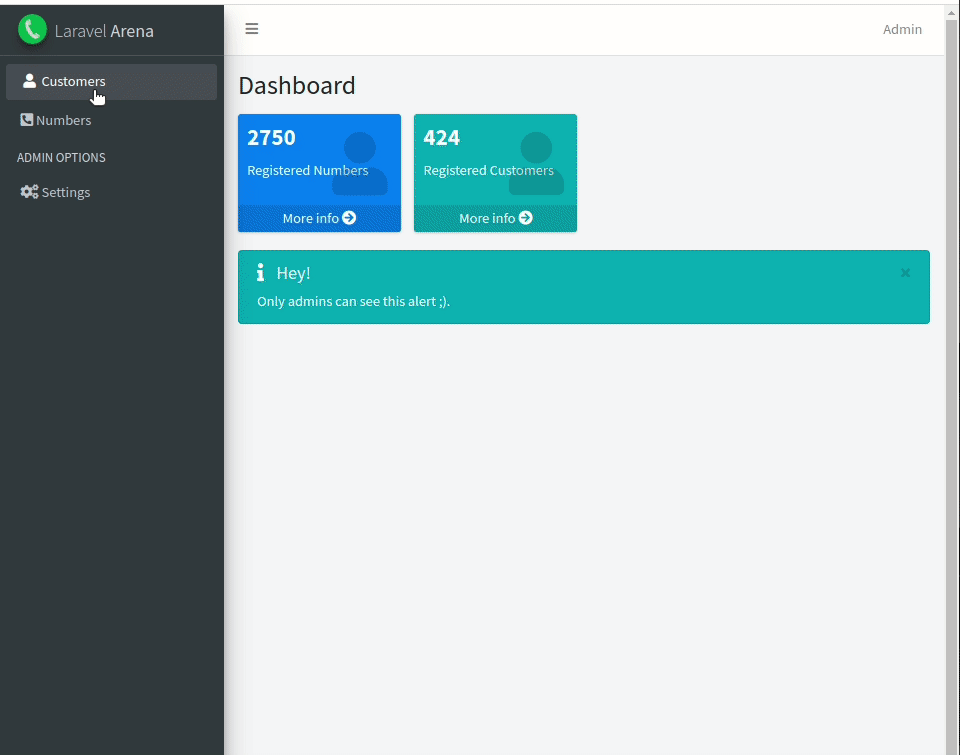 Laravel Arena
Admin
Customers
Numbers
ADMIN OPTIONS
Settings
Dashboard
2750
Registered Numbers
More info
424
Registered Customers
More info
Hey!
Only admins can see this alert ;).